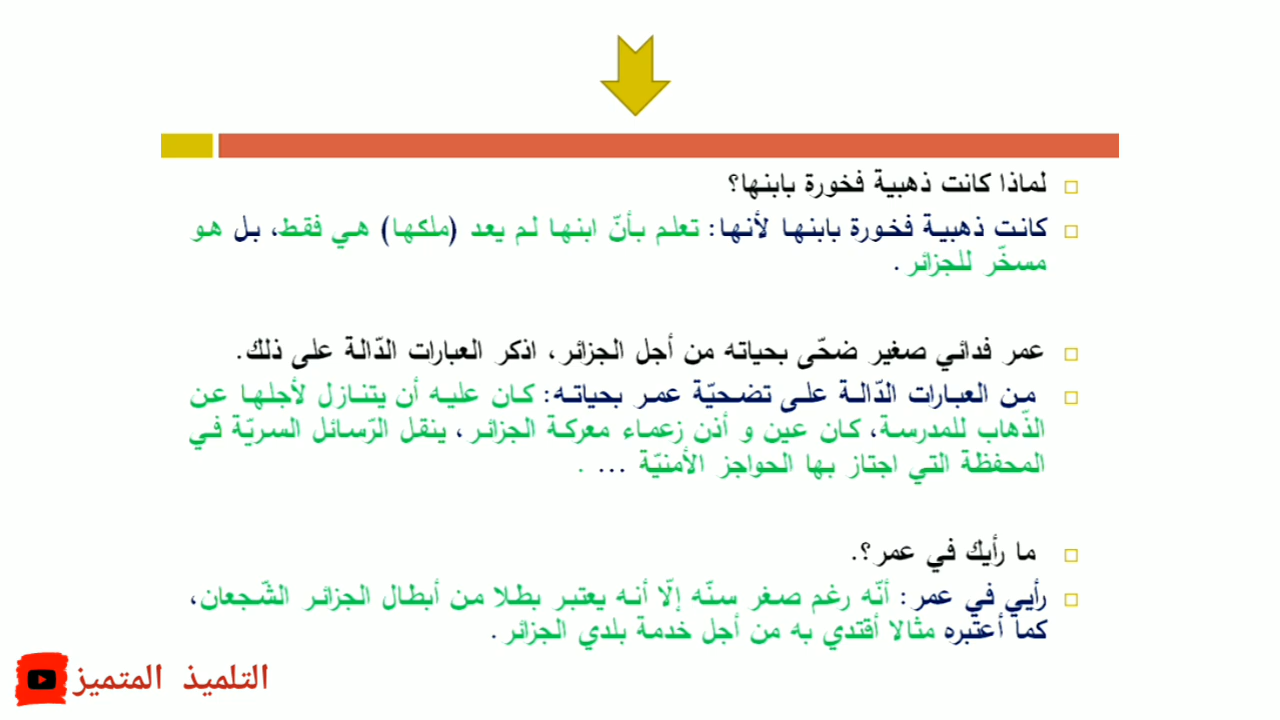 لماذا كانت ذهبية فخورة بابنها؟
كانت ذهبية فخورة بابنها لأنها: تعلم بأنّ ابنها لم يعد (ملكها) هي فقط، بل هو
مسخّر للجزائر.
عمر فدائي صغير ضحّى بحياته من أجل الجزائر، اذكر العبارات الدّالة على ذلك.
من العبارات الدّالة على تضحيّة عمر بحياته: كان عليه أن يتنازل لأجلها عن
الذّهاب للمدرسة، كان عين و أذن زعماء معركة الجزائر، ينقل الرّسائل السريّة في
المحفظة التي اجتاز بها الحواجز الأمنيّة ... .
ما رأيك في عمر؟.
رأيي في عمر: أنّه رغم صغر سنّه إلّا أنه يعتبر بطلا من أبطال الجزائر الشّجعان،
كما أعتبره مثالا أقتدي به من أجل خدمة بلدي الجزائر.
التلميذ المتميز